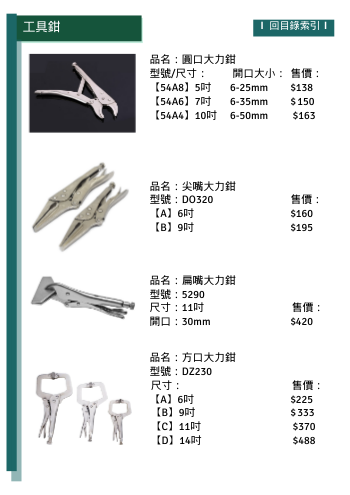 工具鉗
回目錄索引
品名：圓口大力鉗
型號/尺寸： 開口大小： 售價：
【54A8】5吋 6-25mm $138
【54A6】7吋 6-35mm $150
【54A4】10吋 6-50mm $163
品名：尖嘴大力鉗
型號：DO320 售價：
【A】6吋 $160
【B】9吋 $195
品名：扁嘴大力鉗
型號：5290
尺寸：11吋 售價：
開口：30mm $420
品名：方口大力鉗
型號：DZ230
尺寸： 售價：
【A】6吋 $225
【B】9吋 $333
【C】11吋 $370
【D】14吋 $488